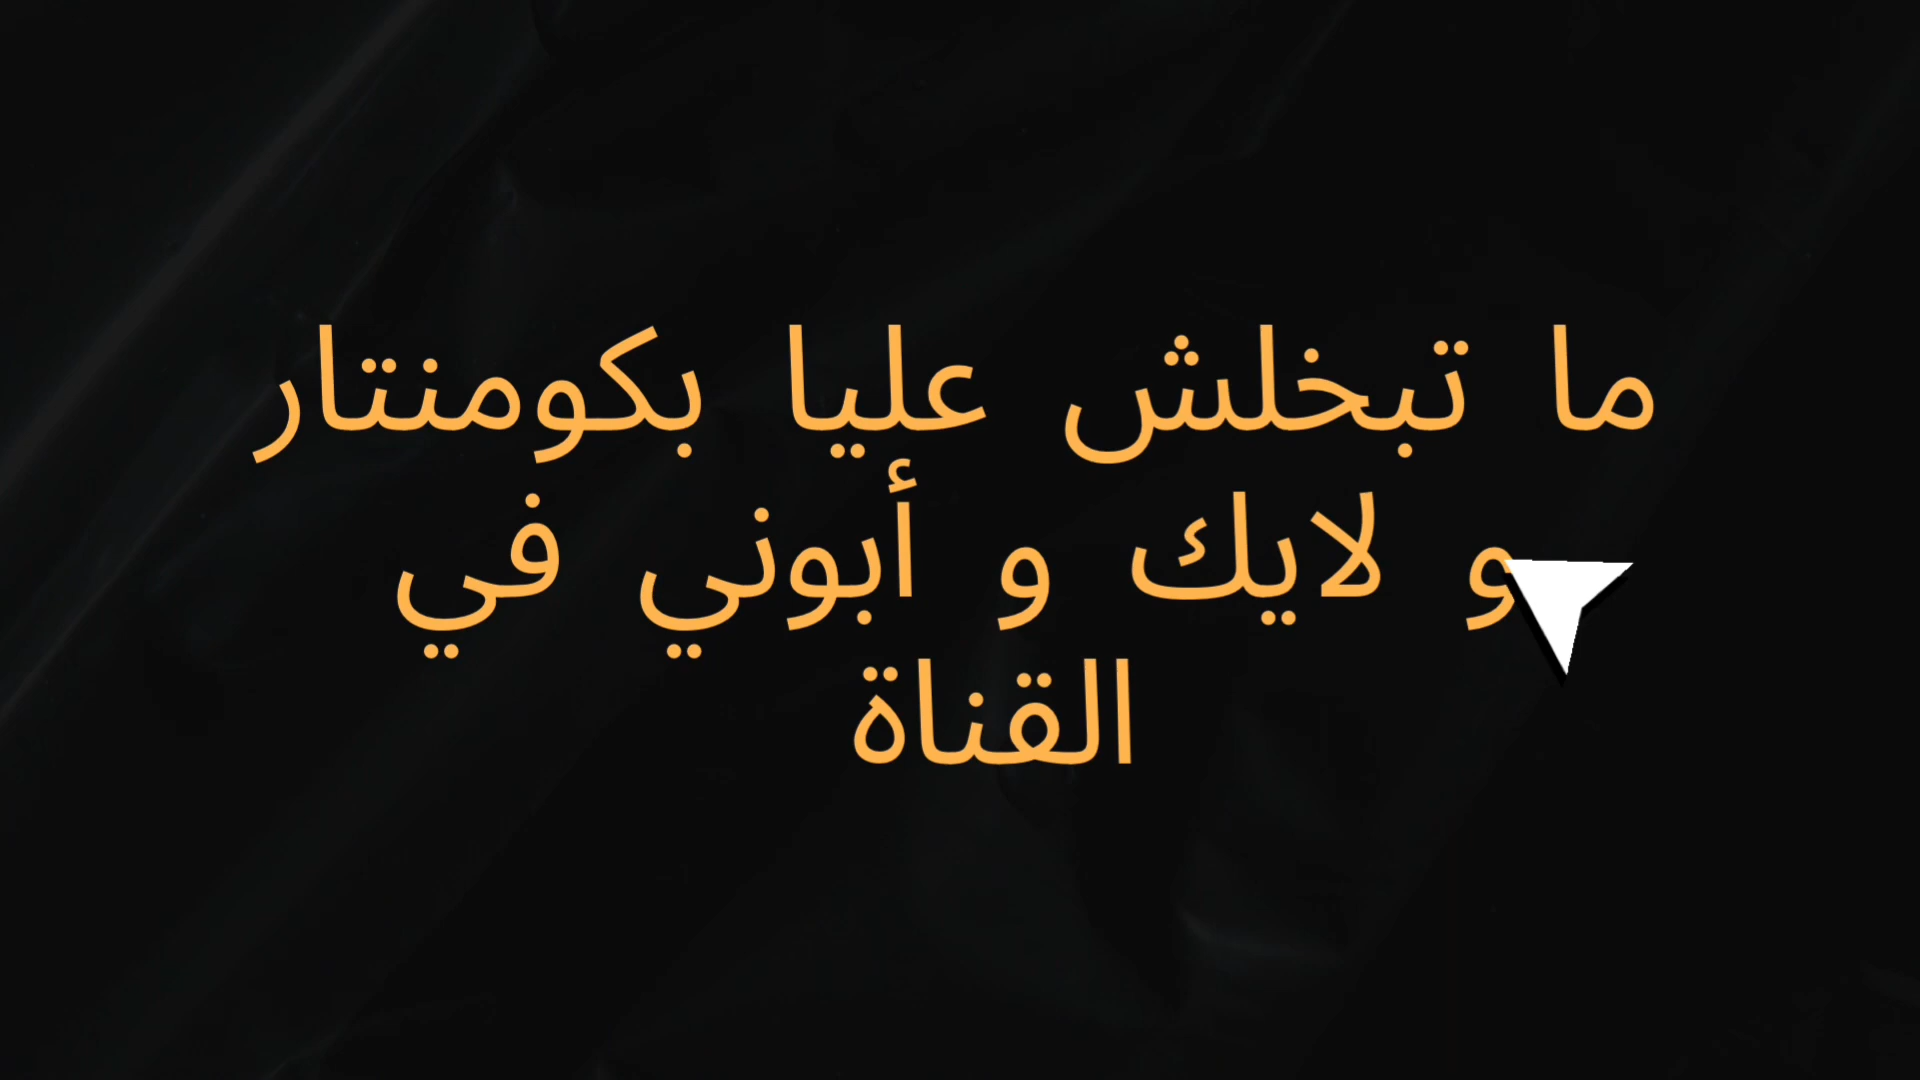 ما تبخلش عليا بكومنتار
و لايك و أبوني في
القناة